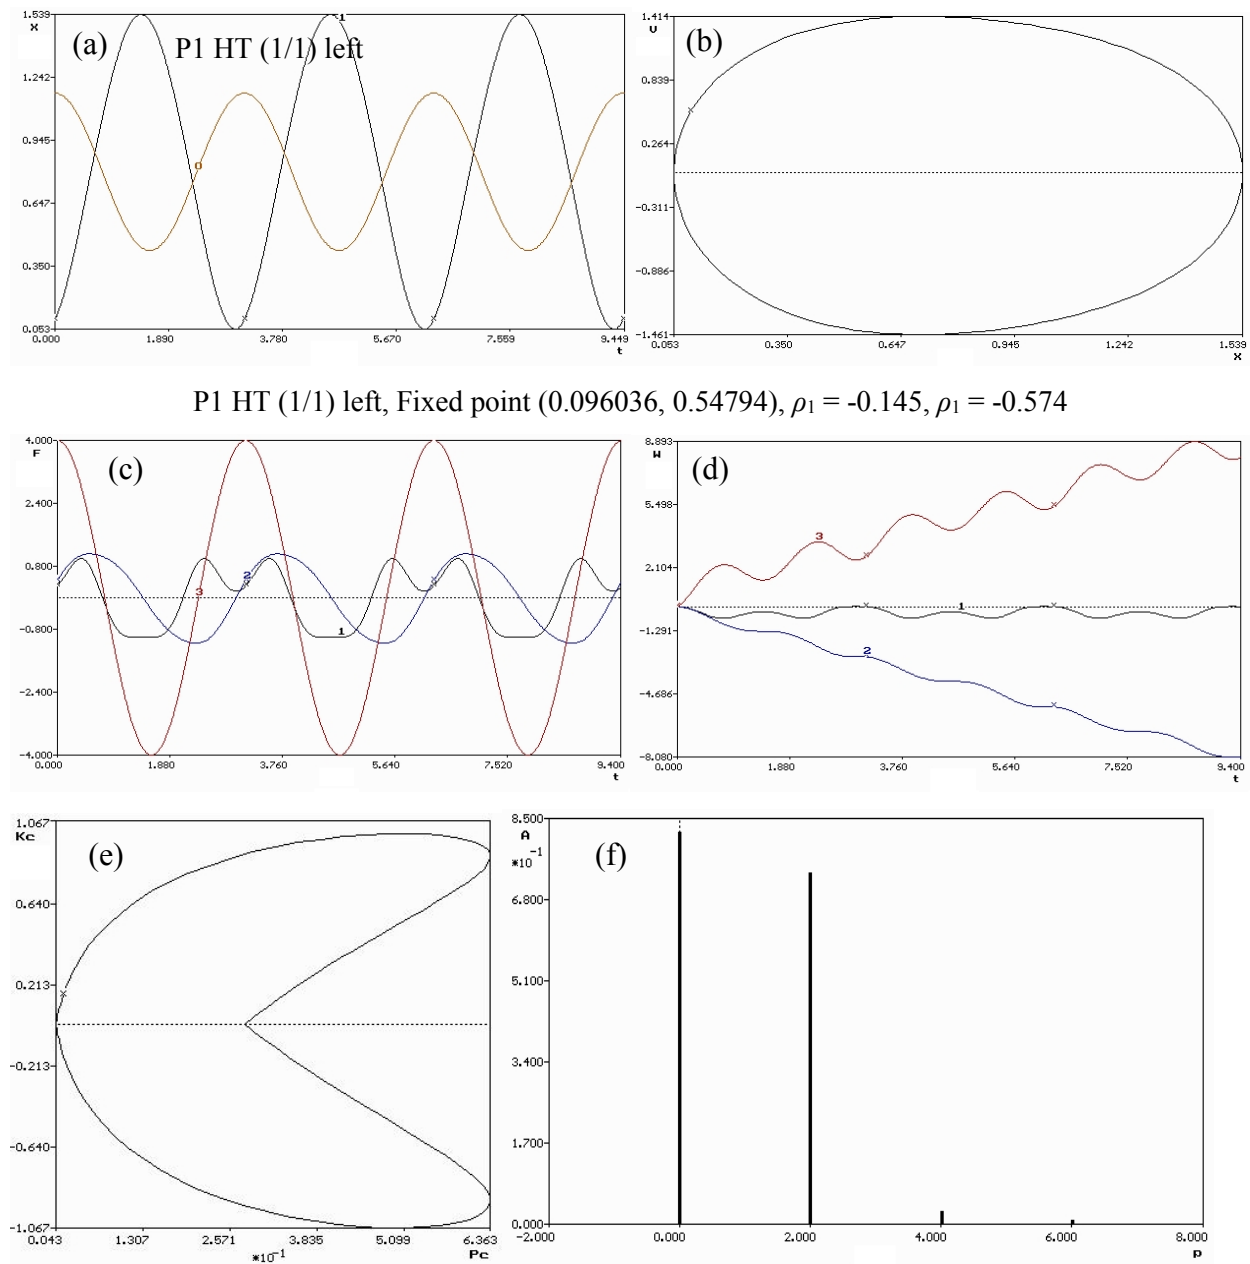 1.539
X
(a)
P1 HT (1/1) left
1
1.242
0.945
0
0.647
0.350
0.053
0.000 1.890 3.780 5.670 7.559 9.449
t
1.414
υ
(b)
0.839
0.264
-0.311
-0.886
-1.461
0.053 0.350 0.647 0.945 1.242 1.539
X
P1 HT (1/1) left, Fixed point (0.096036, 0.54794), ρ1 = -0.145, ρ1 = -0.574
4.000
F
(c)
2.400
0.800
2
3
-0.800
1
-2.400
-4.000
0.000 1.880 3.760 5.640 7.520 9.400
t
8.893
W
(d)
5.498
3
2.104
1
-1.291
2
-4.686
-8.080
0.000 1.880 3.760 5.640 7.520 9.400
t
1.067
Kc
(e)
0.640
0.213
-0.213
-0.640
-1.067
0.043 1.307 2.571 3.835 5.099 6.363
*10-1
Pc
8.500
A
*10-1
(f)
6.800
5.100
3.400
1.700
0.000
-2.000 0.000 2.000 4.000 6.000 8.000
p